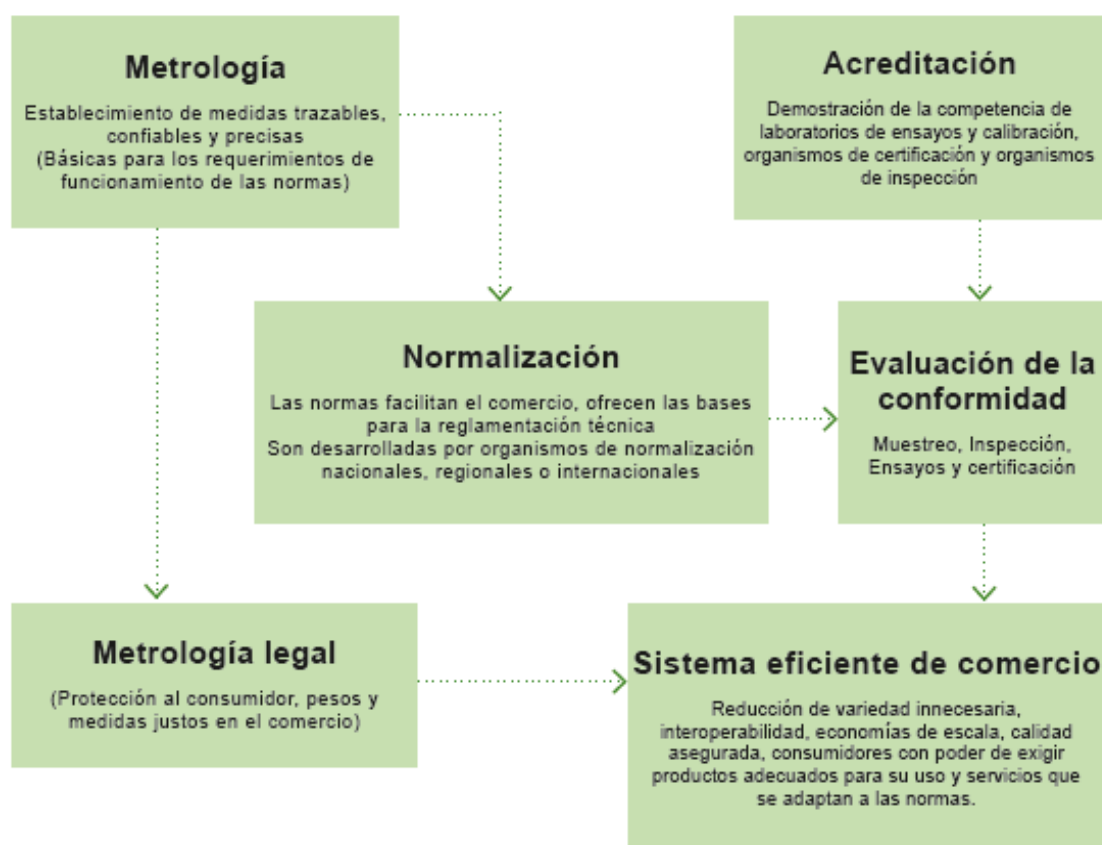 Metrología
Establecimiento de medidas trazables,
confiables y precisas
(Básicas para los requerimientos de
funcionamiento de las normas)
Acreditación
Demostración de la competencia de
laboratorios de ensayos y calibración,
organismos de certificación y organismos
de inspección
Normalización
Las normas facilitan el comercio, ofrecen las bases
para la reglamentación técnica
Son desarrolladas por organismos de normalización
nacionales, regionales o internacionales
Evaluación de la
conformidad
Muestreo, Inspección,
Ensayos y certificación
Metrología legal
(Protección al consumidor, pesos y
medidas justos en el comercio)
Sistema eficiente de comercio
Reducción de variedad innecesaria,
interoperabilidad, economías de escala, calidad
asegurada, consumidores con poder de exigir
productos adecuados para su uso y servicios que
se adaptan a las normas.